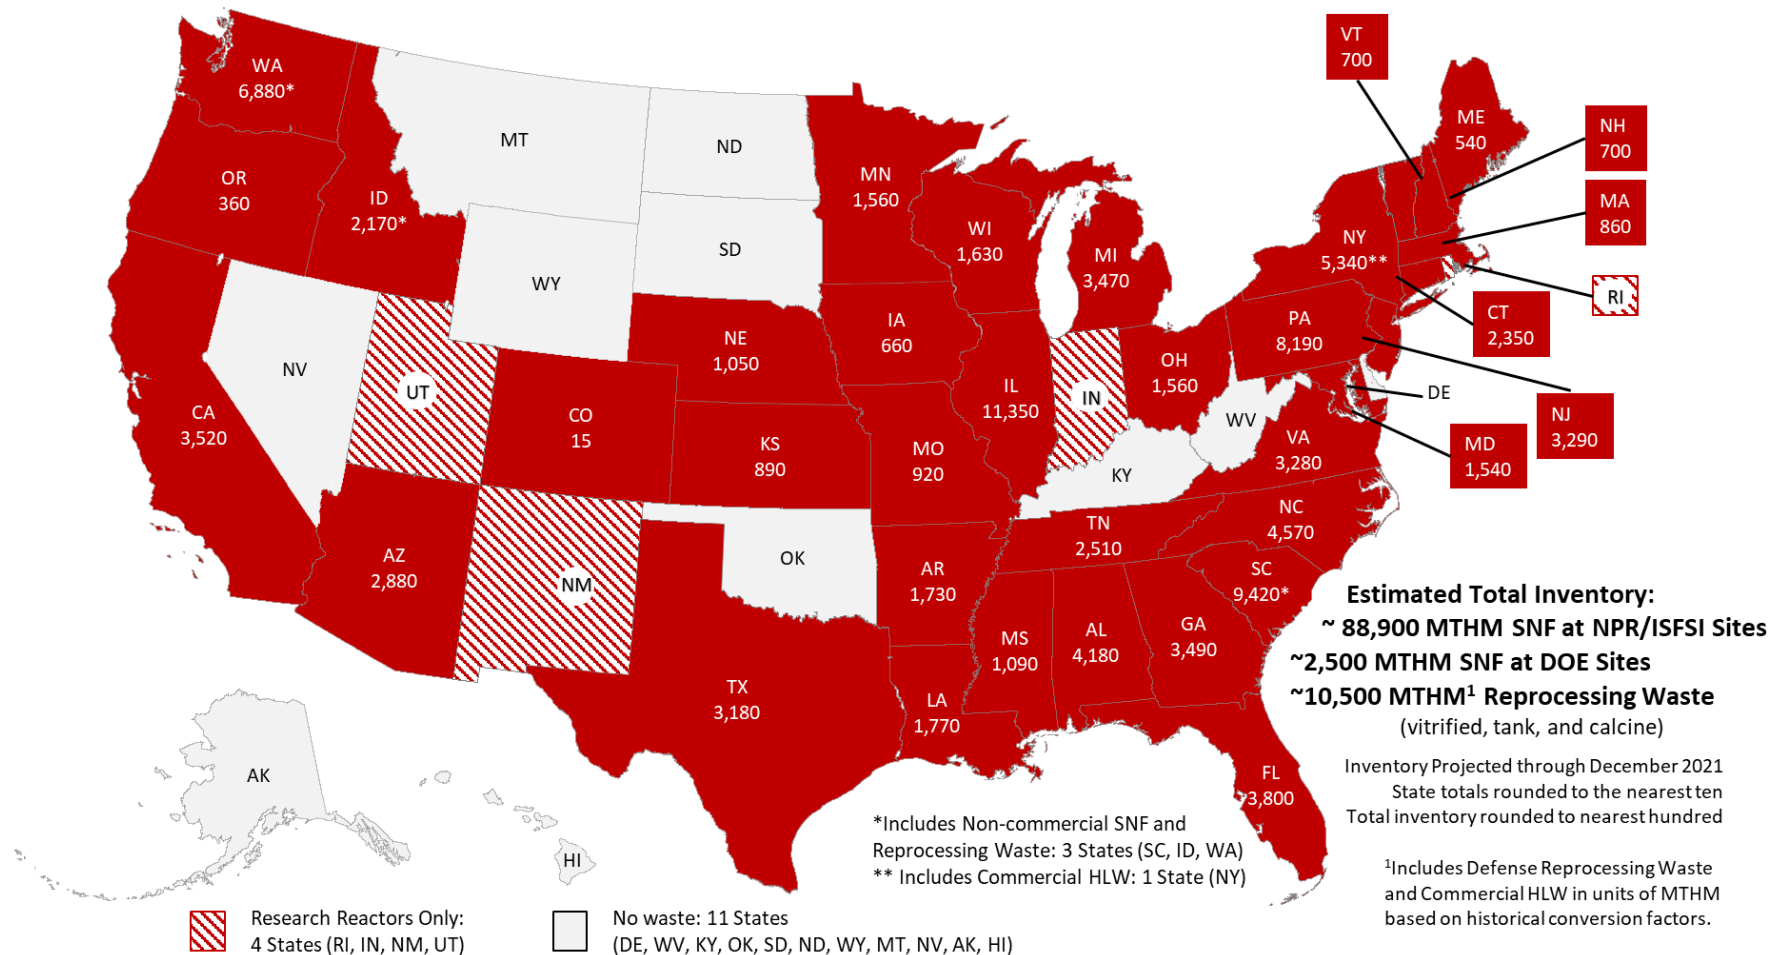 VT
700
WA
6,880*
ME
540
NH
700
MT
ND
OR
360
ID
2,170*
MN
1,560
MA
860
WI
1,630
NY
5,340**
MI
3,470
SD
WY
RI
CT
2,350
PA
8,190
IA
660
NE
1,050
OH
1,560
NV
UT
IL
11,350
IN
DE
CA
3,520
CO
15
KS
890
MO
920
WV
NJ
3,290
VA
3,280
MD
1,540
KY
NC
4,570
TN
2,510
AZ
2,880
OK
NM
AR
1,730
SC
9,420*
MS
1,090
AL
4,180
GA
3,490
TX
3,180
LA
1,770
FL
3,800
AK
HI
Estimated Total Inventory:
~ 88,900 MTHM SNF at NPR/ISFSI Sites
~2,500 MTHM SNF at DOE Sites
~10,500 MTHM¹ Reprocessing Waste
(vitrified, tank, and calcine)
Inventory Projected through December 2021
State totals rounded to the nearest ten
Total inventory rounded to nearest hundred
*Includes Non-commercial SNF and
Reprocessing Waste: 3 States (SC, ID, WA)
** Includes Commercial HLW: 1 State (NY)
¹Includes Defense Reprocessing Waste
and Commercial HLW in units of MTHM
based on historical conversion factors.
Research Reactors Only:
4 States (RI, IN, NM, UT)
No waste: 11 States
(DE, WV, KY, OK, SD, ND, WY, MT, NV, AK, HI)